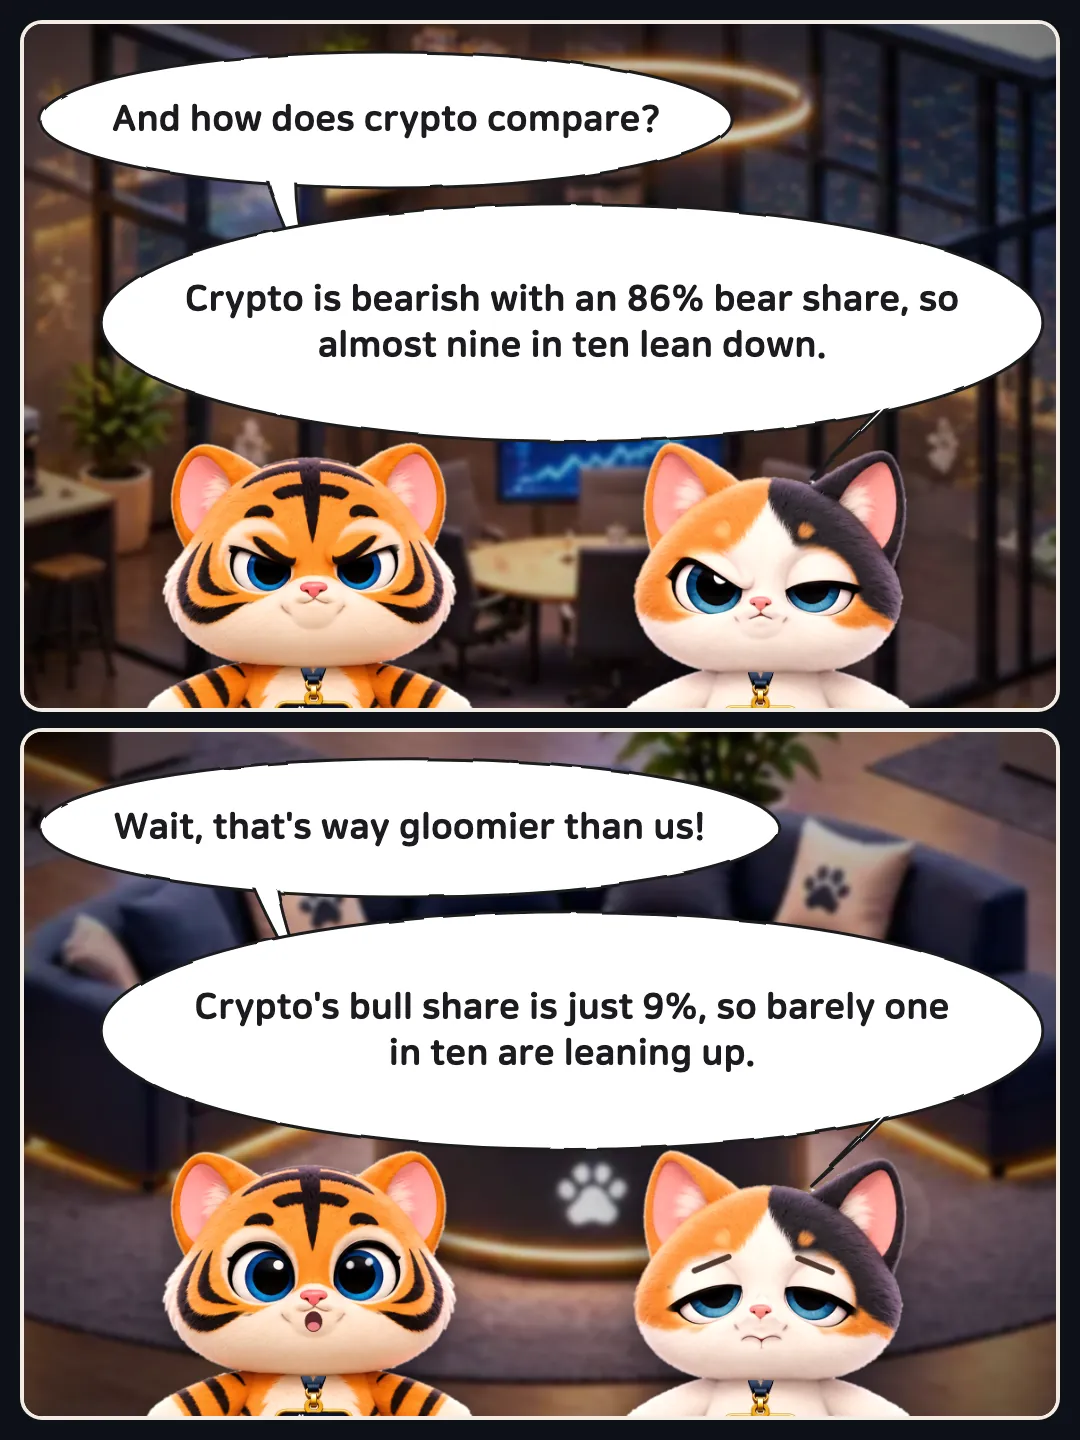 And how does crypto compare?
Crypto is bearish with an 86% bear share, so
almost nine in ten lean down.
Wait, that's way gloomier than us!
Crypto's bull share is just 9%, so barely one
in ten are leaning up.